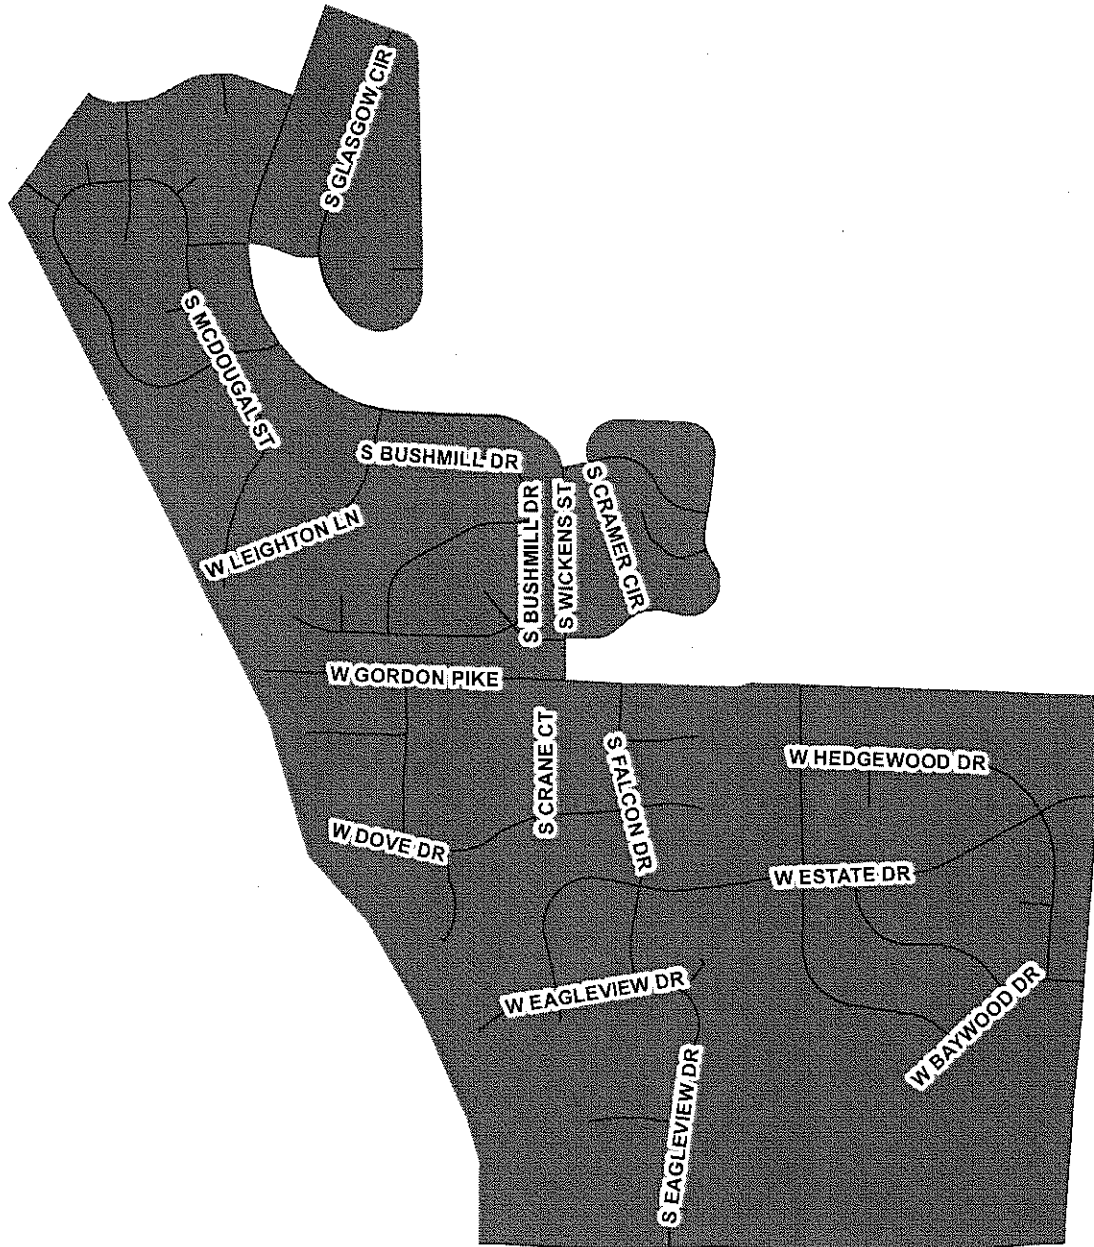 S GLASGOW CIR
S MCDOUGAL ST
S BUSHMILL DR
S BUSHMILL DR
S WICKENS ST
S CRAMER CIR
W LEIGHTON LN
W GORDON PIKE
S CRANE CT
S FALCON DR
W HEDGEWOOD DR
W DOVE DR
W ESTATE DR
W EAGLEVIEW DR
W BAYWOOD DR
S EAGLEVIEW DR